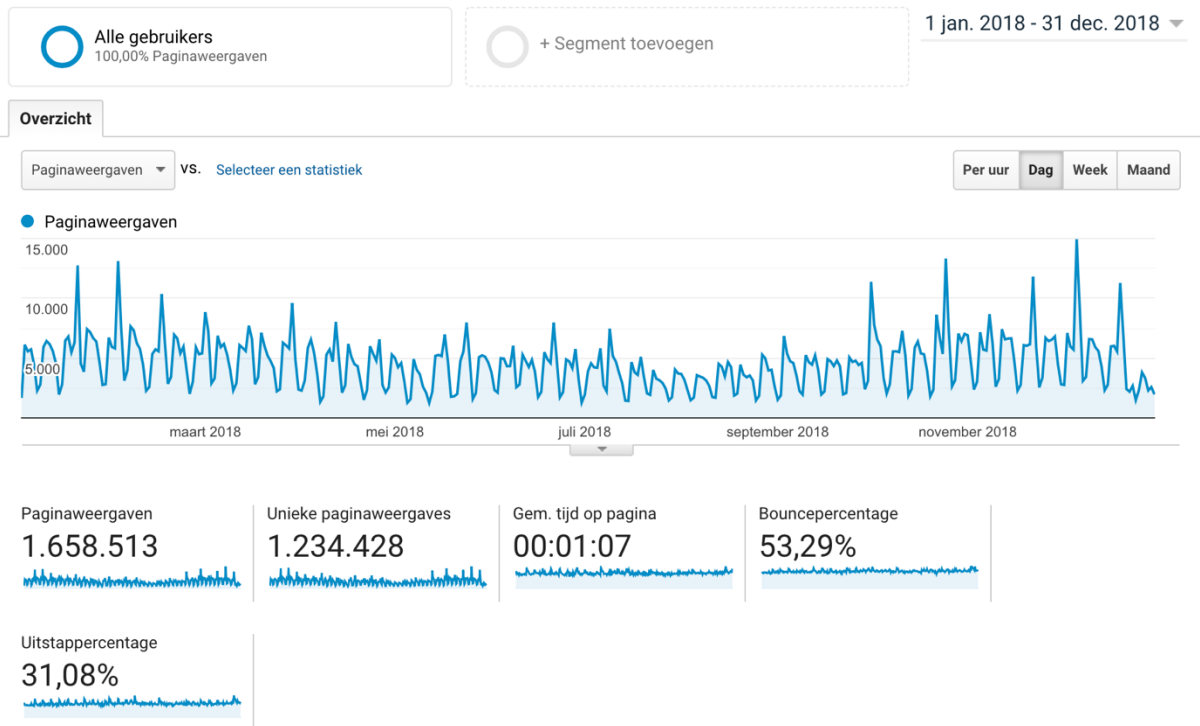 Alle gebruikers
100,00% Paginaweergaven
+ Segment toevoegen
1 jan. 2018 - 31 dec. 2018
Overzicht
Paginaweergaven
VS.
Selecteer een statistiek
Per uur
Dag
Week
Maand
Paginaweergaven
15.000
10.000
5.000
maart 2018
mei 2018
juli 2018
september 2018
november 2018
Paginaweergaven
1.658.513
Unieke paginaweergaves
1.234.428
Gem. tijd op pagina
00:01:07
Bouncepercentage
53,29%
Uitstappercentage
31,08%